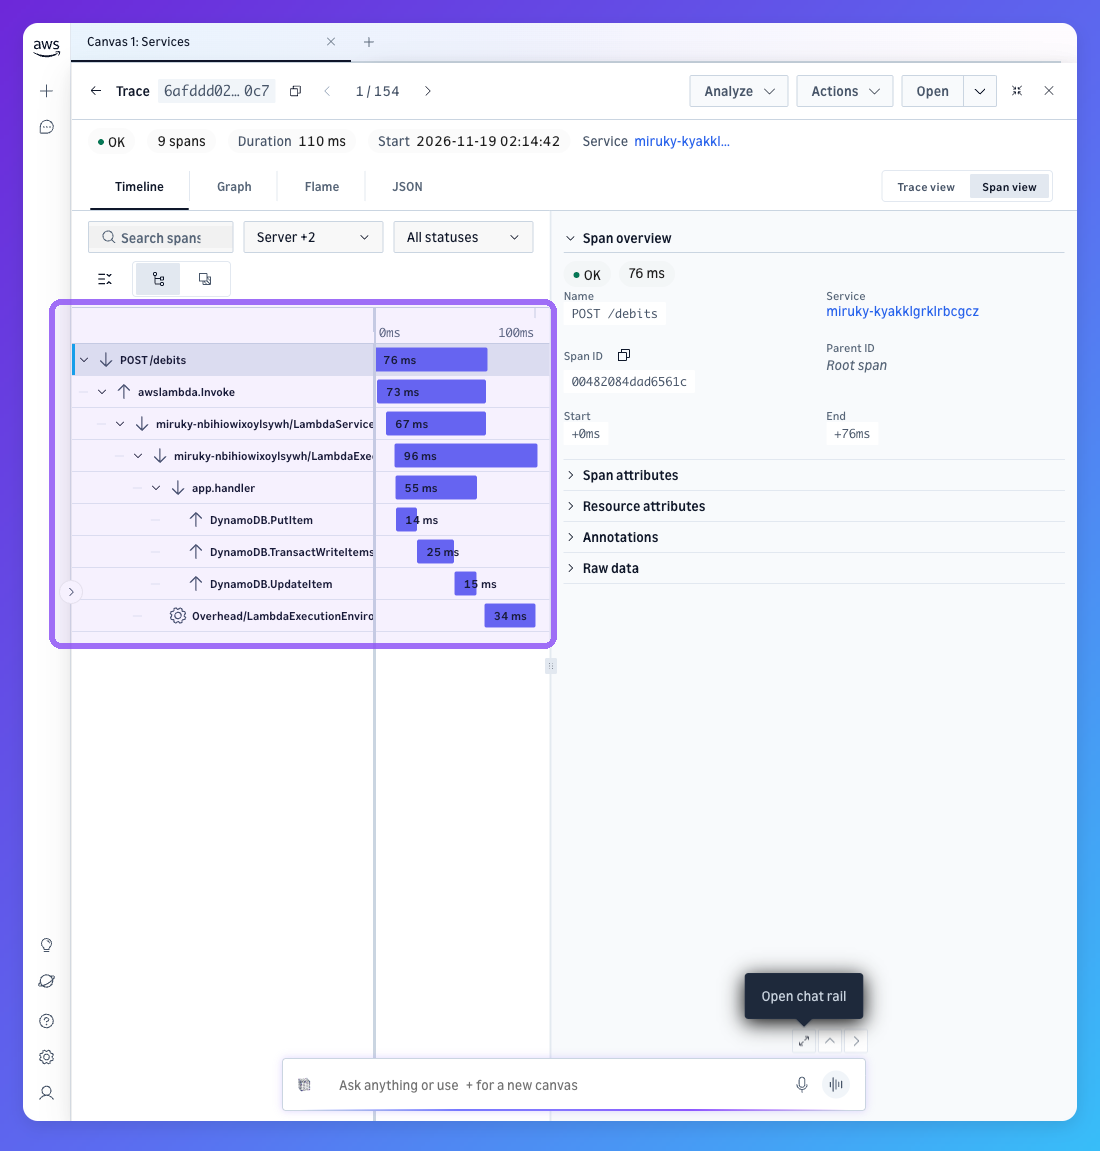 aws
Canvas 1: Services
Trace 6afddd02… 0c7 1 / 154 Analyze Actions Open
OK 9 spans Duration 110 ms Start 2026-11-19 02:14:42 Service miruky-kyakkl...
Timeline Graph Flame JSON Trace view Span view
Search spans Server +2 All statuses
0ms 100ms
POST /debits 76 ms
awslambda.Invoke 73 ms
miruky-nbihiowixoylsywh/LambdaService 67 ms
miruky-nbihiowixoylsywh/LambdaExec 96 ms
app.handler 55 ms
DynamoDB.PutItem 14 ms
DynamoDB.TransactWriteItems 25 ms
DynamoDB.UpdateItem 15 ms
Overhead/LambdaExecutionEnviro 34 ms
Span overview
OK 76 ms
Name Service
POST /debits miruky-kyakklgrklrbcgcz
Span ID Parent ID
00482084dad6561c Root span
Start End
+0ms +76ms
Span attributes
Resource attributes
Annotations
Raw data
Open chat rail
Ask anything or use + for a new canvas